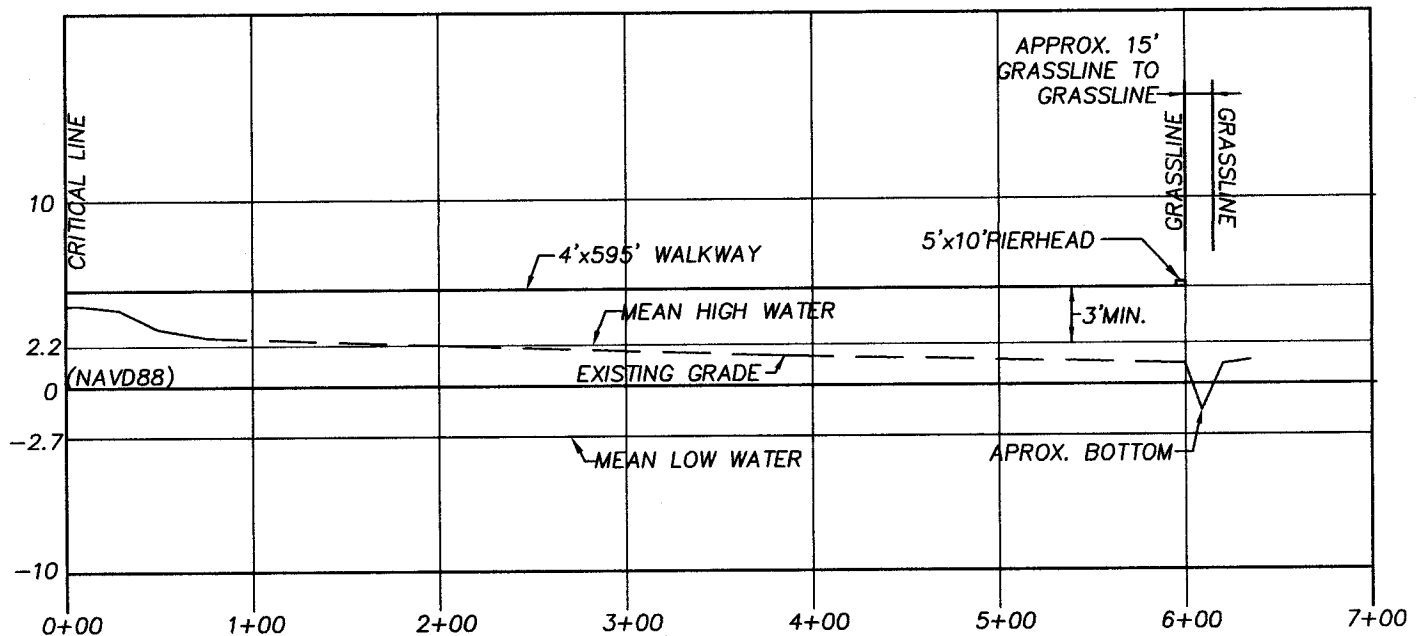 APPROX. 15'
GRASSLINE TO
GRASSLINE
CRITICAL LINE
GRASSLINE
GRASSLINE
10
4'x595' WALKWAY
5'x10'PIERHEAD
MEAN HIGH WATER
3'MIN.
2.2
(NAVD88)
EXISTING GRADE
0
-2.7
MEAN LOW WATER
APROX. BOTTOM
-10
0+00 1+00 2+00 3+00 4+00 5+00 6+00 7+00